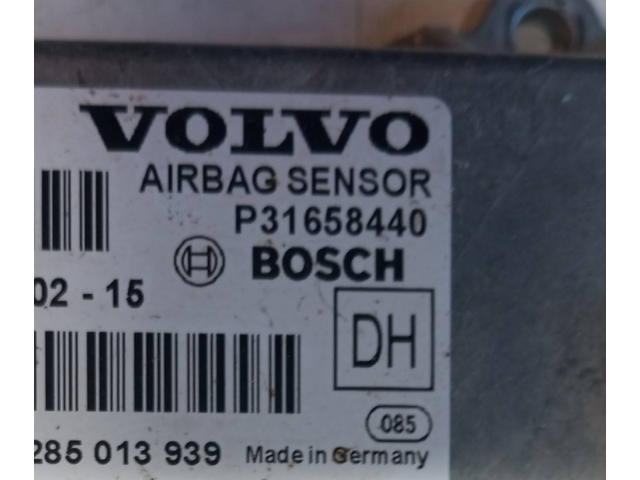 VOLVO
AIRBAG SENSOR
P31658440
BOSCH
02 - 15
DH
085
285 013 939 Made in Germany